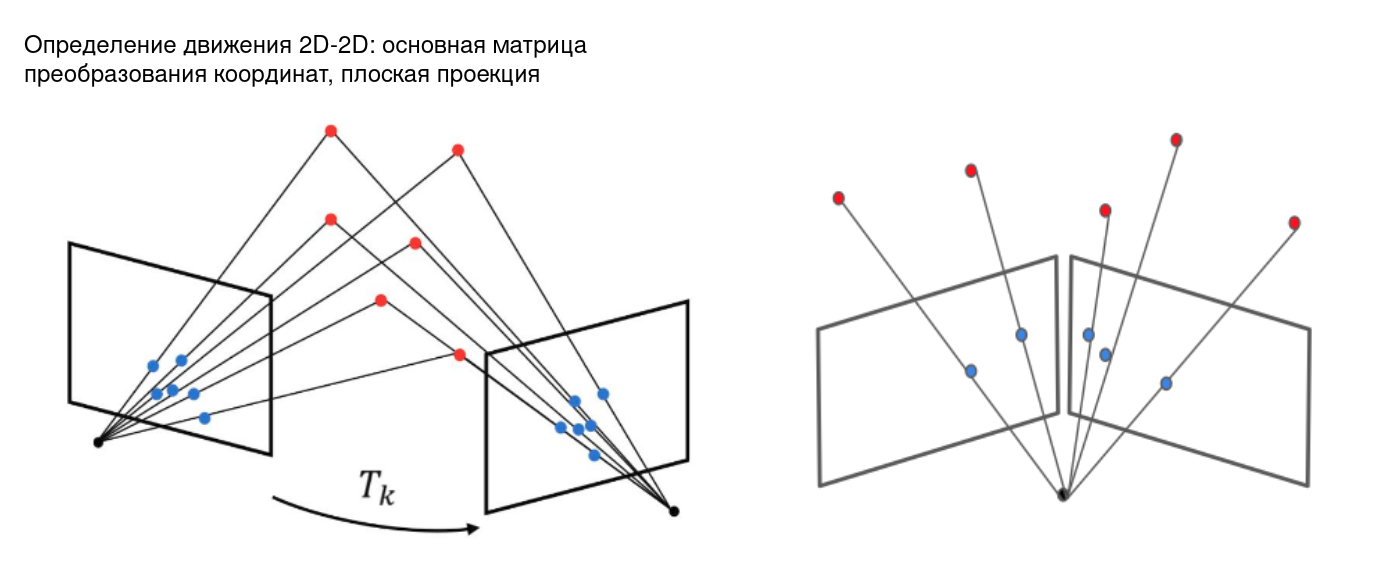 Определение движения 2D-2D: основная матрица
преобразования координат, плоская проекция
T_k